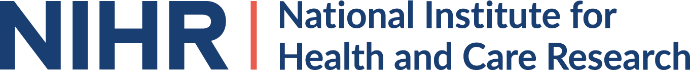 NIHR
National Institute for
Health and Care Research